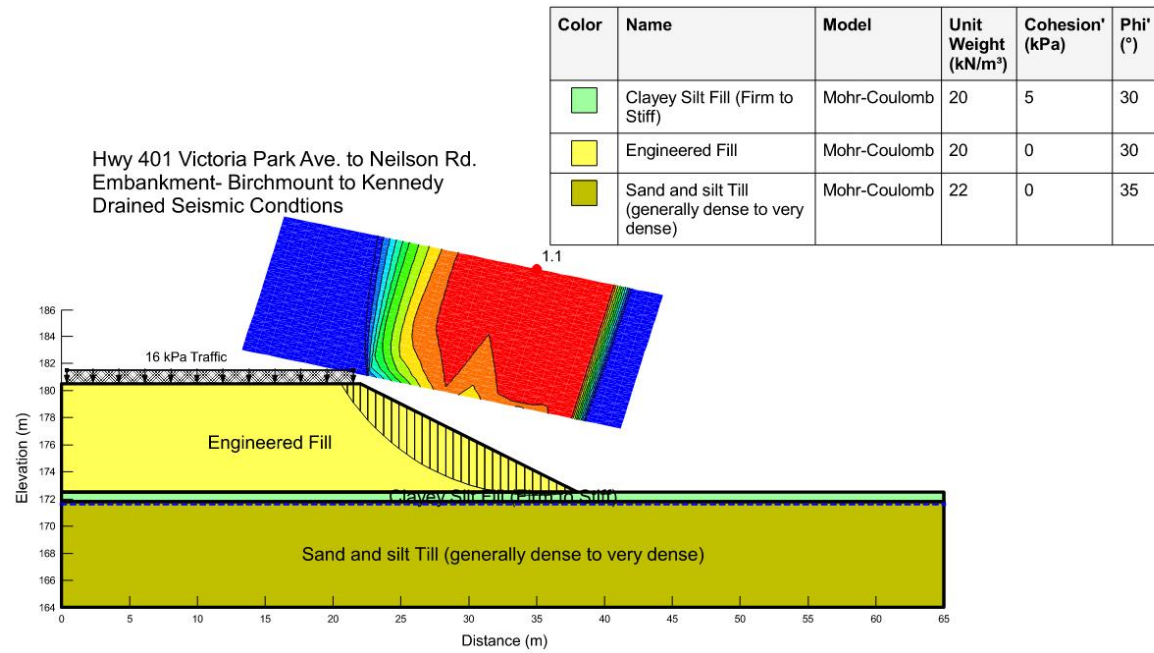 Color Name Model Unit Weight (kN/m³) Cohesion' (kPa) Phi' (°)
Clayey Silt Fill (Firm to Stiff) Mohr-Coulomb 20 5 30
Engineered Fill Mohr-Coulomb 20 0 30
Sand and silt Till (generally dense to very dense) Mohr-Coulomb 22 0 35
Hwy 401 Victoria Park Ave. to Neilson Rd.
Embankment- Birchmount to Kennedy
Drained Seismic Condtions
1.1
186
184
182
180
178
176
174
172
170
168
166
164
Elevation (m)
16 kPa Traffic
Engineered Fill
Clayey Silt Fill (Firm to Stiff)
Sand and silt Till (generally dense to very dense)
0 5 10 15 20 25 30 35 40 45 50 55 60 65
Distance (m)